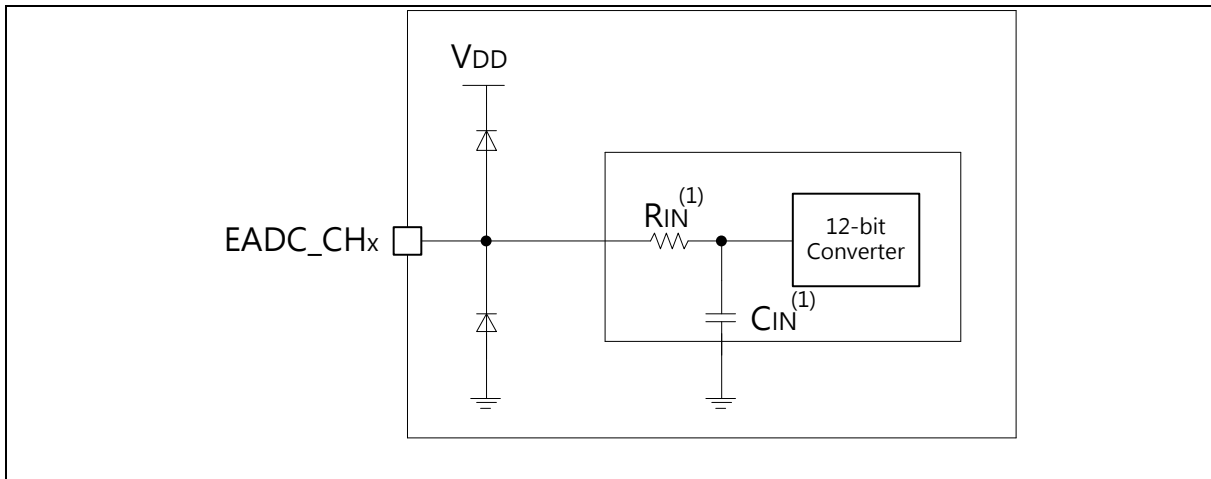 VDD
EADC_CHx
RIN(1)
12-bit
Converter
CIN(1)